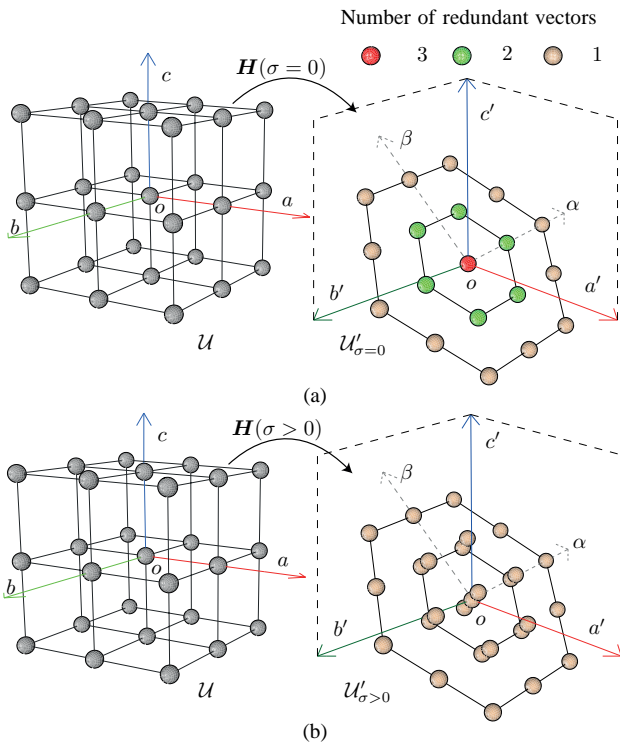 Number of redundant vectors
3 2 1
c
H(σ = 0)
c′
β
α
a
b
o
b′
o
a′
𝒰
𝒰′σ=0
(a)
c
H(σ > 0)
c′
β
α
a
b
o
b′
o
a′
𝒰
𝒰′σ>0
(b)